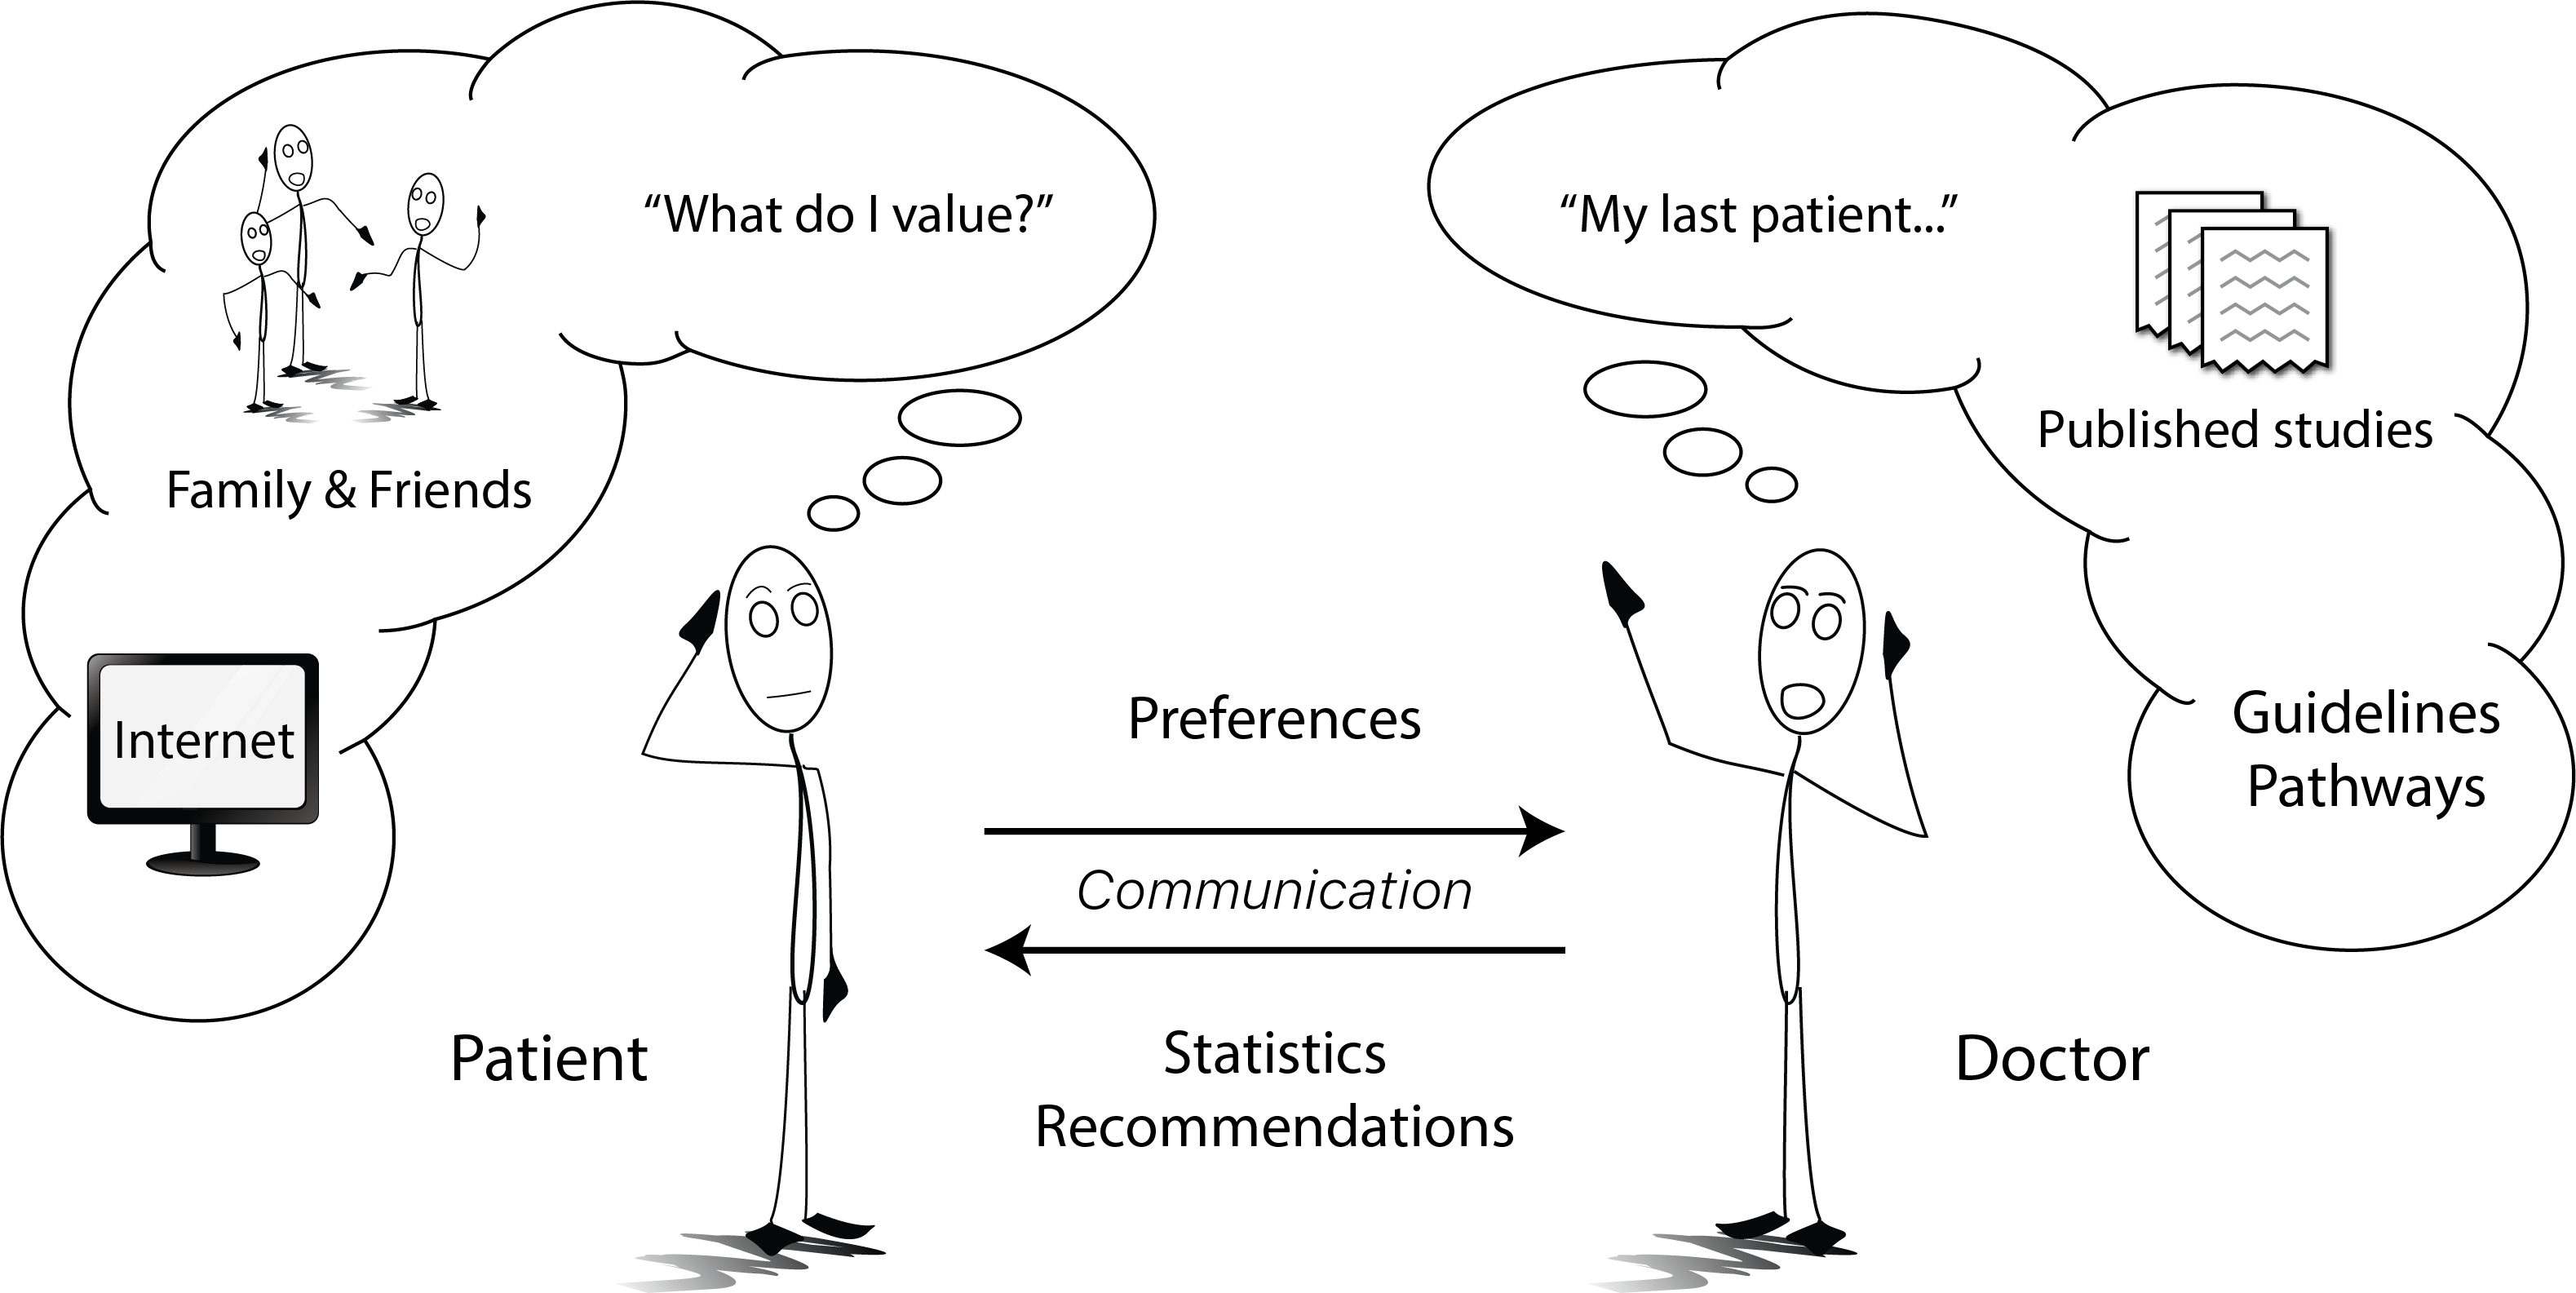 “What do I value?”
Family & Friends
Internet
Patient
Preferences
Communication
Statistics
Recommendations
“My last patient...”
Published studies
Guidelines
Pathways
Doctor